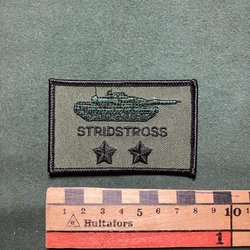 STRIDSTROSS
1 2 3 4 5 6 7 8 9 10
Hultafors